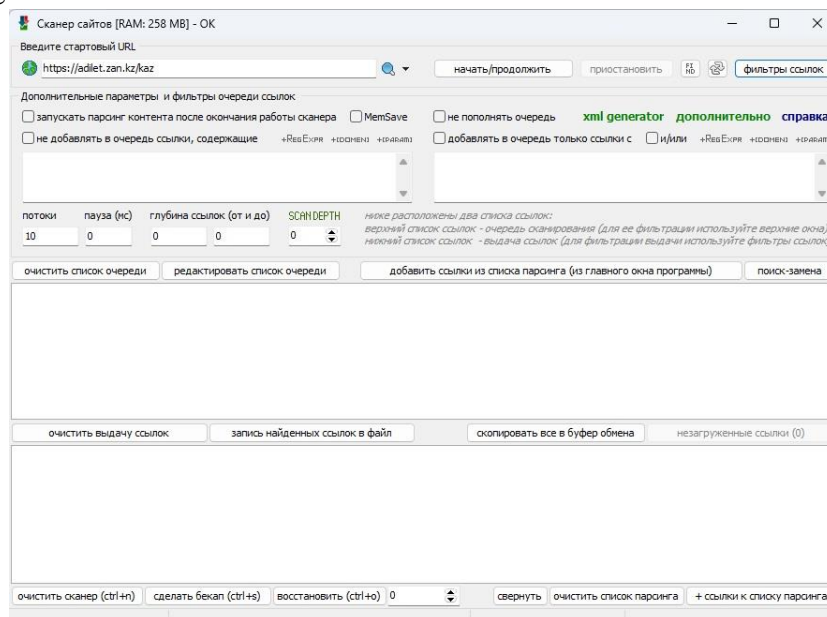 Сканер сайтов [RAM: 258 MB] - OK
Введите стартовый URL
https://adilet.zan.kz/kaz
начать/продолжить
приостановить
FI ND
фильтры ссылок
Дополнительные параметры и фильтры очереди ссылок
запускать парсинг контента после окончания работы сканера
MemSave
не пополнять очередь
xml generator
дополнительно
справка
не добавлять в очередь ссылки, содержащие
+RegExpr +[domen] +[param]
добавлять в очередь только ссылки с
и/или
+RegExpr +[domen] +[param]
потоки
пауза (мс)
глубина ссылок (от и до)
SCAN DEPTH
10
0
0
0
0
ниже расположены два списка ссылок:
верхний список ссылок - очередь сканирования (для ее фильтрации используйте верхние окна)
нижний список ссылок - выдача ссылок (для фильтрации выдачи используйте фильтры ссылок)
очистить список очереди
редактировать список очереди
добавить ссылки из списка парсинга (из главного окна программы)
поиск-замена
очистить выдачу ссылок
запись найденных ссылок в файл
скопировать все в буфер обмена
незагруженные ссылки (0)
очистить сканер (ctrl+n)
сделать бекап (ctrl+s)
восстановить (ctrl+o)
0
свернуть
очистить список парсинга
+ ссылки к списку парсинга